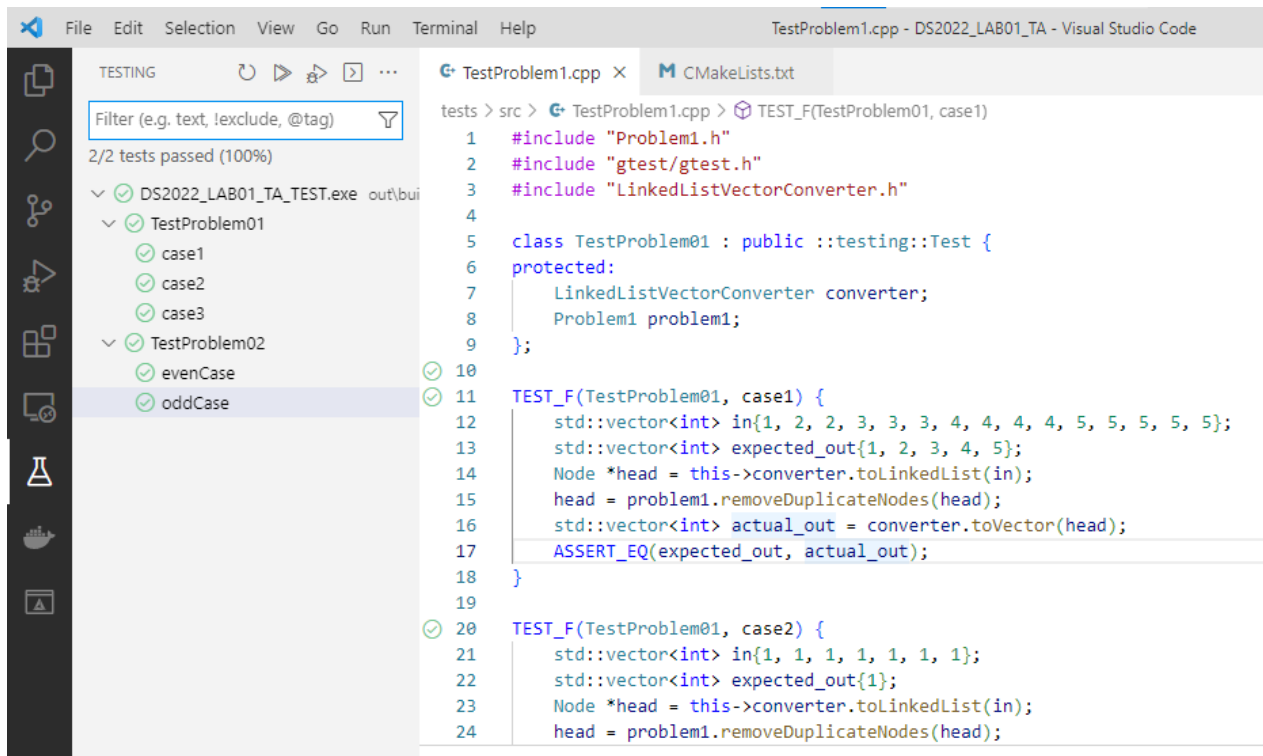 File Edit Selection View Go Run Terminal Help TestProblem1.cpp - DS2022_LAB01_TA - Visual Studio Code
TESTING
Filter (e.g. text, !exclude, @tag)
2/2 tests passed (100%)
DS2022_LAB01_TA_TEST.exe out\bui
TestProblem01
case1
case2
case3
TestProblem02
evenCase
oddCase
TestProblem1.cpp × CMakeLists.txt
tests > src > TestProblem1.cpp > TEST_F(TestProblem01, case1)
1 #include "Problem1.h"
2 #include "gtest/gtest.h"
3 #include "LinkedListVectorConverter.h"
4
5 class TestProblem01 : public ::testing::Test {
6 protected:
7 LinkedListVectorConverter converter;
8 Problem1 problem1;
9 };
10
11 TEST_F(TestProblem01, case1) {
12 std::vector<int> in{1, 2, 2, 3, 3, 3, 4, 4, 4, 4, 5, 5, 5, 5, 5};
13 std::vector<int> expected_out{1, 2, 3, 4, 5};
14 Node *head = this->converter.toLinkedList(in);
15 head = problem1.removeDuplicateNodes(head);
16 std::vector<int> actual_out = converter.toVector(head);
17 ASSERT_EQ(expected_out, actual_out);
18 }
19
20 TEST_F(TestProblem01, case2) {
21 std::vector<int> in{1, 1, 1, 1, 1, 1, 1};
22 std::vector<int> expected_out{1};
23 Node *head = this->converter.toLinkedList(in);
24 head = problem1.removeDuplicateNodes(head);